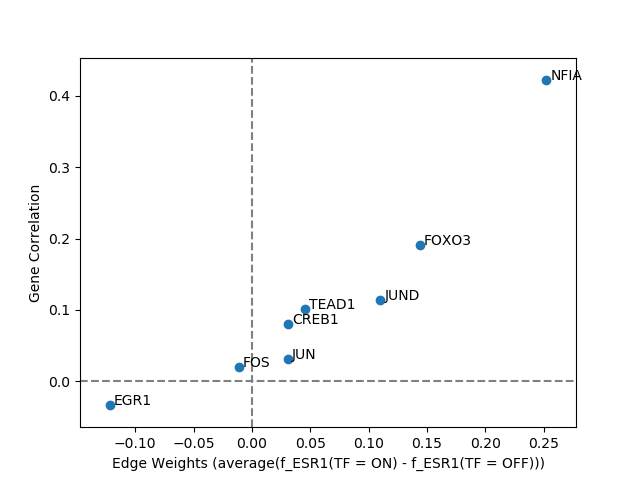 NFIA
0.4
0.3
FOXO3
0.2
JUND
TEAD1
0.1
CREB1
JUN
FOS
0.0
EGR1
Gene Correlation
−0.10 −0.05 0.00 0.05 0.10 0.15 0.20 0.25
Edge Weights (average(f_ESR1(TF = ON) - f_ESR1(TF = OFF)))